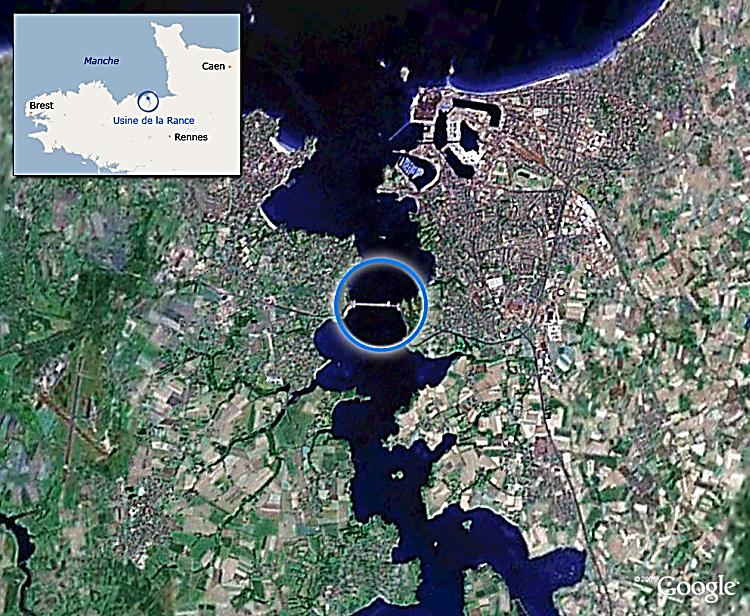 Manche
Caen
Brest
Usine de la Rance
Rennes
Google